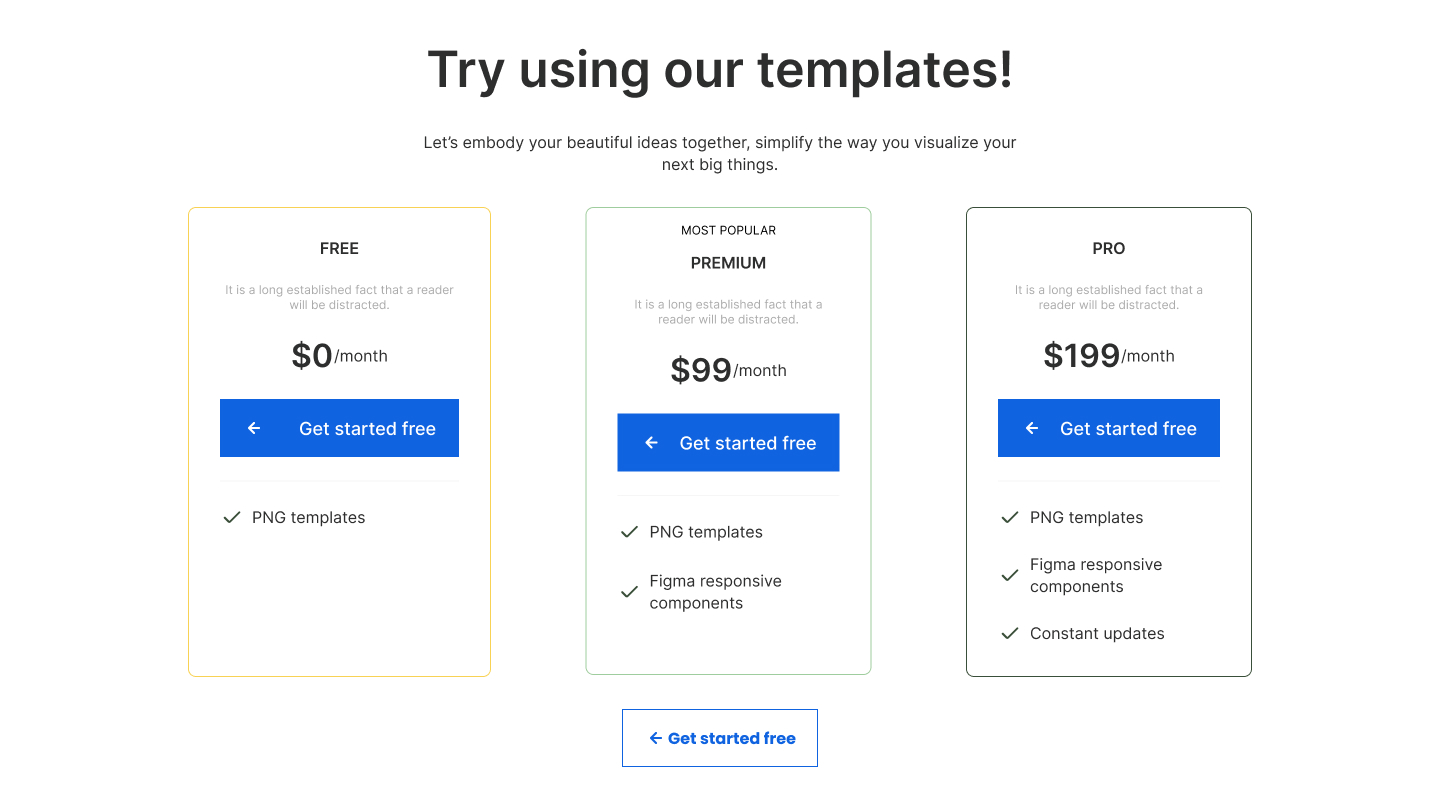 Try using our templates!
Let’s embody your beautiful ideas together, simplify the way you visualize your
next big things.
FREE
It is a long established fact that a reader
will be distracted.
$0/month
Get started free
PNG templates
MOST POPULAR
PREMIUM
It is a long established fact that a
reader will be distracted.
$99/month
Get started free
PNG templates
Figma responsive
components
PRO
It is a long established fact that a
reader will be distracted.
$199/month
Get started free
PNG templates
Figma responsive
components
Constant updates
Get started free